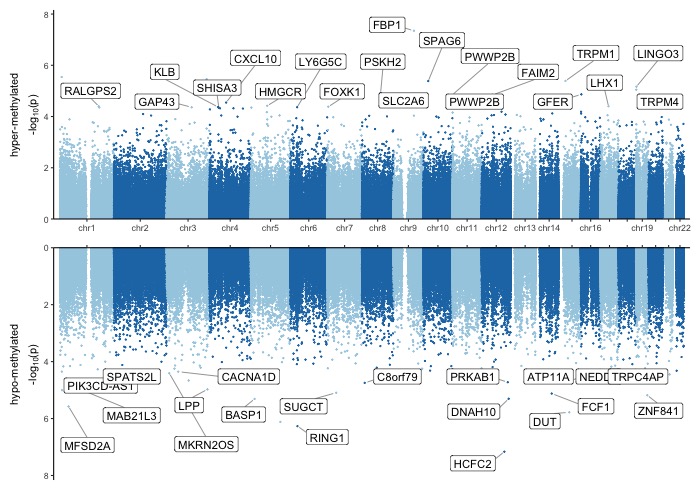 8
6
4
2
0
hyper-methylated
-log10(p)
FBP1
SPAG6
CXCL10
LY6G5C
PSKH2
PWWP2B
TRPM1
LINGO3
KLB
FAIM2
RALGPS2
SHISA3
HMGCR
FOXK1
LHX1
GAP43
SLC2A6
PWWP2B
GFER
TRPM4
chr1 chr2 chr3 chr4 chr5 chr6 chr7 chr8 chr9 chr10 chr11 chr12 chr13 chr14 chr16 chr19 chr22
0
2
4
6
8
hypo-methylated
-log10(p)
SPATS2L
PIK3CD-AS1
CACNA1D
C8orf79
PRKAB1
ATP11A
TRPC4AP
MAB21L3
LPP
BASP1
SUGCT
DNAH10
FCF1
ZNF841
MFSD2A
MKRN2OS
RING1
DUT
HCFC2